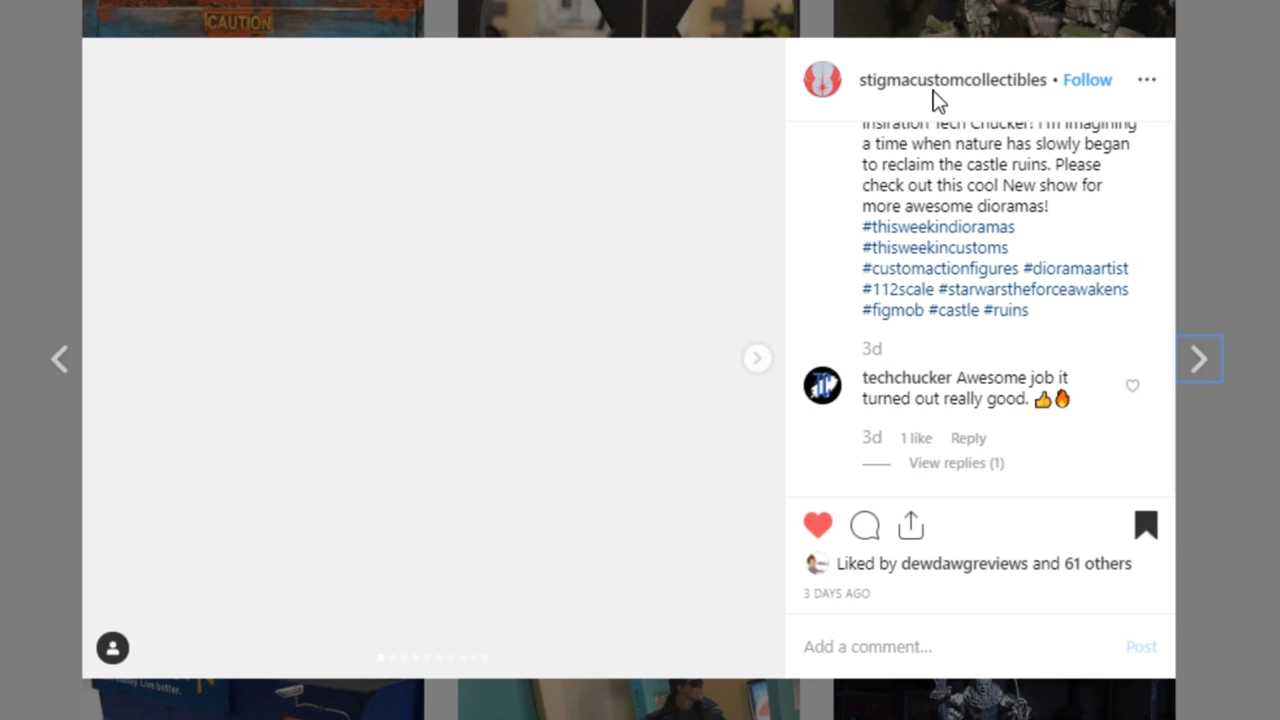 CAUTION
stigmacustomcollectibles • Follow
insiration Tech Chucker! I'm imagining
a time when nature has slowly began
to reclaim the castle ruins. Please
check out this cool New show for
more awesome dioramas!
#thisweekindioramas
#thisweekincustoms
#customactionfigures #dioramaartist
#112scale #starwarstheforceawakens
#figmob #castle #ruins
3d
techchucker Awesome job it
turned out really good. 👍🔥
3d 1 like Reply
View replies (1)
Liked by dewdawgreviews and 61 others
3 DAYS AGO
Add a comment... Post
Live better.